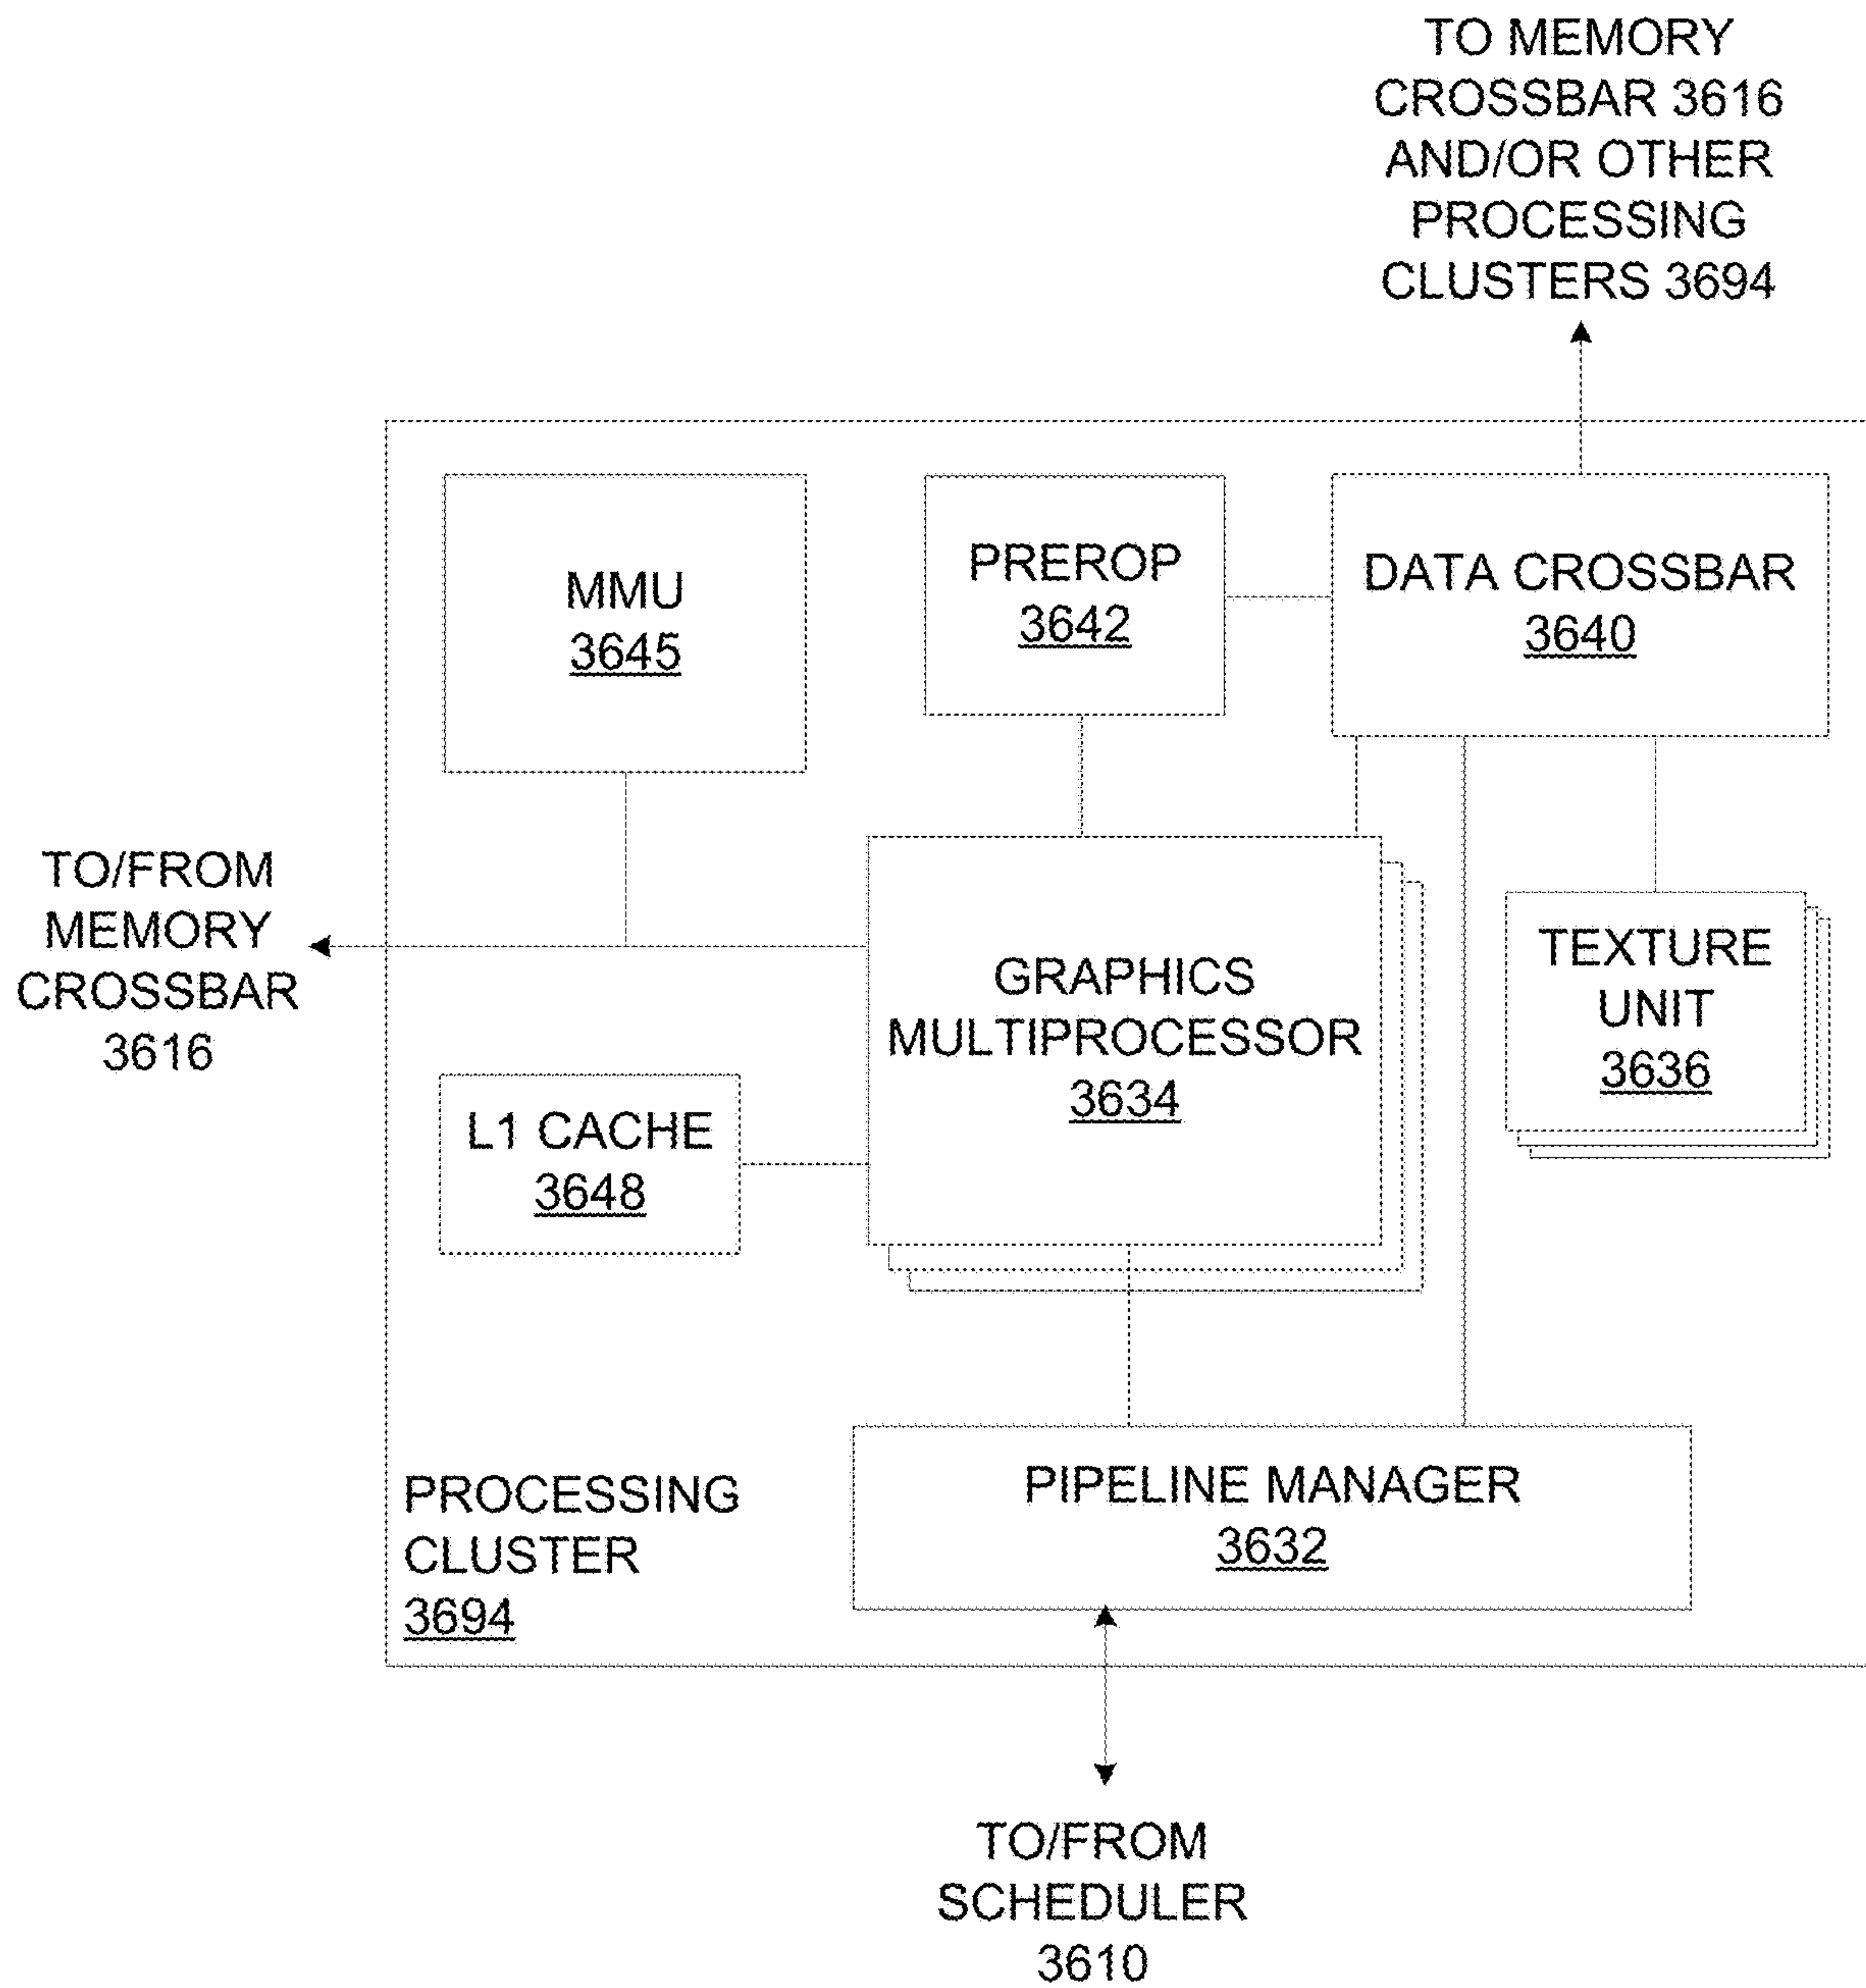 TO MEMORY
CROSSBAR 3616
AND/OR OTHER
PROCESSING
CLUSTERS 3694
MMU
3645
PREROP
3642
DATA CROSSBAR
3640
TO/FROM
MEMORY
CROSSBAR
3616
GRAPHICS
MULTIPROCESSOR
3634
TEXTURE
UNIT
3636
L1 CACHE
3648
PROCESSING
CLUSTER
3694
PIPELINE MANAGER
3632
TO/FROM
SCHEDULER
3610